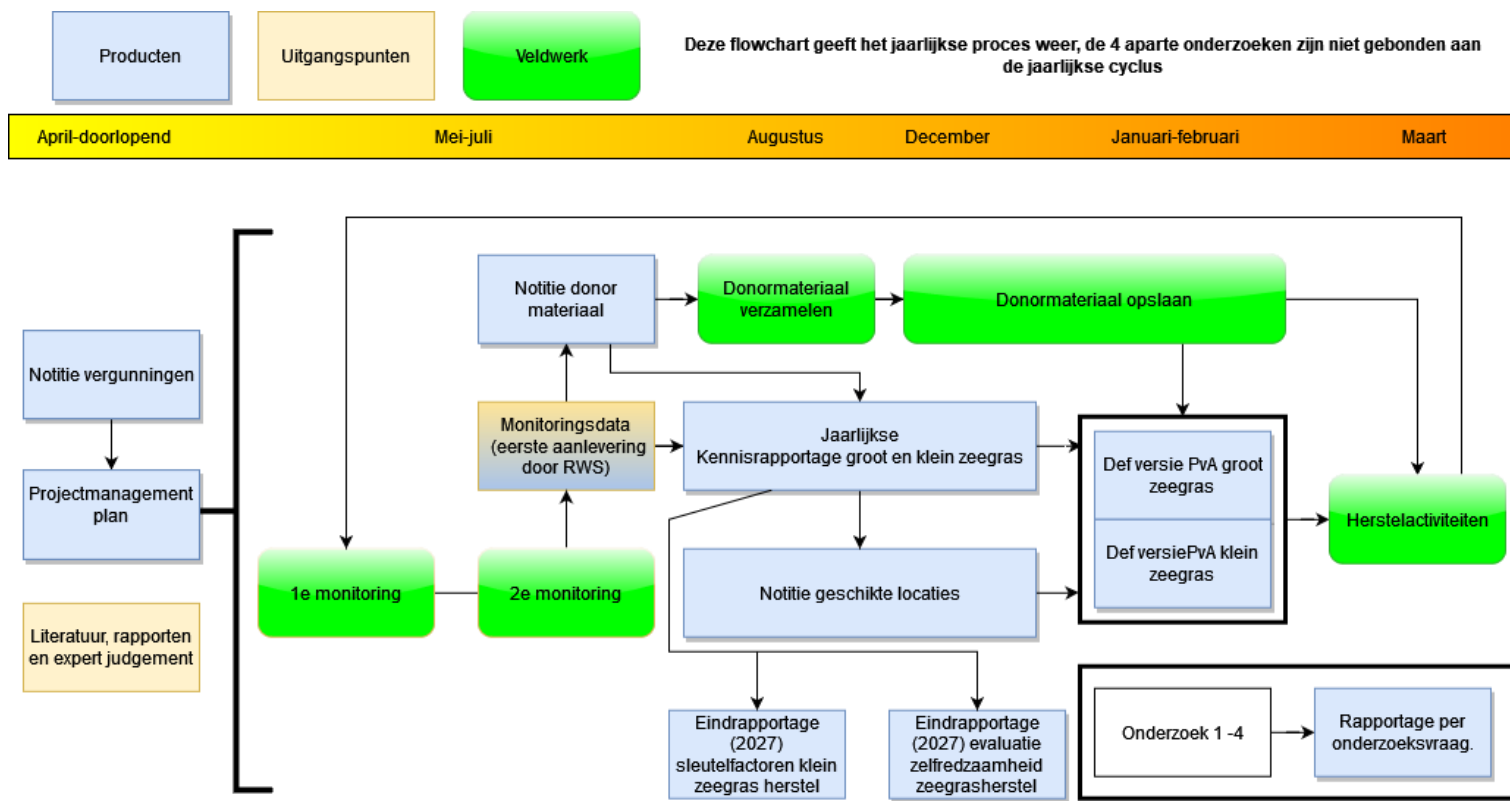 Producten
Uitgangspunten
Veldwerk
Deze flowchart geeft het jaarlijkse proces weer, de 4 aparte onderzoeken zijn niet gebonden aan
de jaarlijkse cyclus
April-doorlopend
Mei-juli
Augustus
December
Januari-februari
Maart
Notitie vergunningen
Projectmanagement
plan
Literatuur, rapporten
en expert judgement
1e monitoring
2e monitoring
Monitoringsdata
(eerste aanlevering
door RWS)
Notitie donor
materiaal
Donormateriaal
verzamelen
Donormateriaal opslaan
Jaarlijkse
Kennisrapportage groot en klein zeegras
Notitie geschikte locaties
Def versie PvA groot
zeegras
Def versiePvA klein
zeegras
Herstelactiviteiten
Eindrapportage
(2027)
sleutelfactoren klein
zeegras herstel
Eindrapportage
(2027) evaluatie
zelfredzaamheid
zeegrasherstel
Onderzoek 1 -4
Rapportage per
onderzoeksvraag.